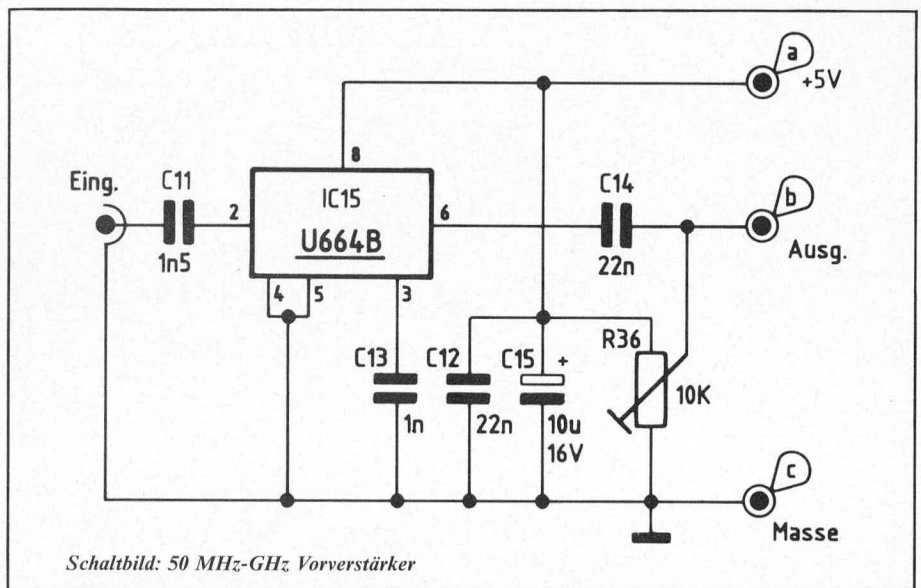 a
+5V
8
Eing.
C11
IC15
C14
b
2
6
U664B
1n5
22n
Ausg.
4
5
3
R36
C13
C12
C15
+
10K
1n
22n
10u
16V
c
Masse
Schaltbild: 50 MHz-GHz Vorverstärker